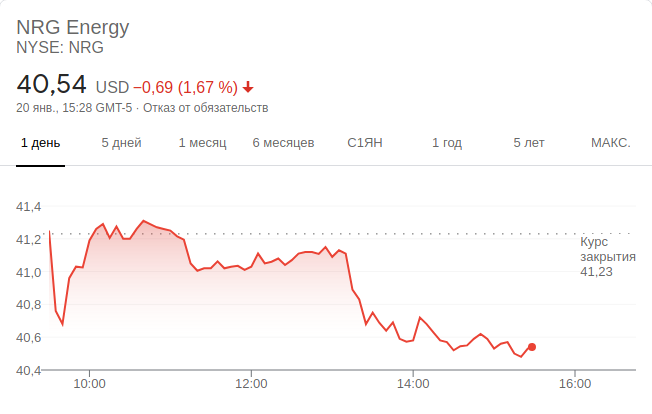 NRG Energy
NYSE: NRG
40,54 USD −0,69 (1,67 %)
20 янв., 15:28 GMT-5 · Отказ от обязательств
1 день 5 дней 1 месяц 6 месяцев С1ЯН 1 год 5 лет МАКС.
41,4
41,2
41,0
40,8
40,6
40,4
Курс
закрытия
41,23
10:00 12:00 14:00 16:00